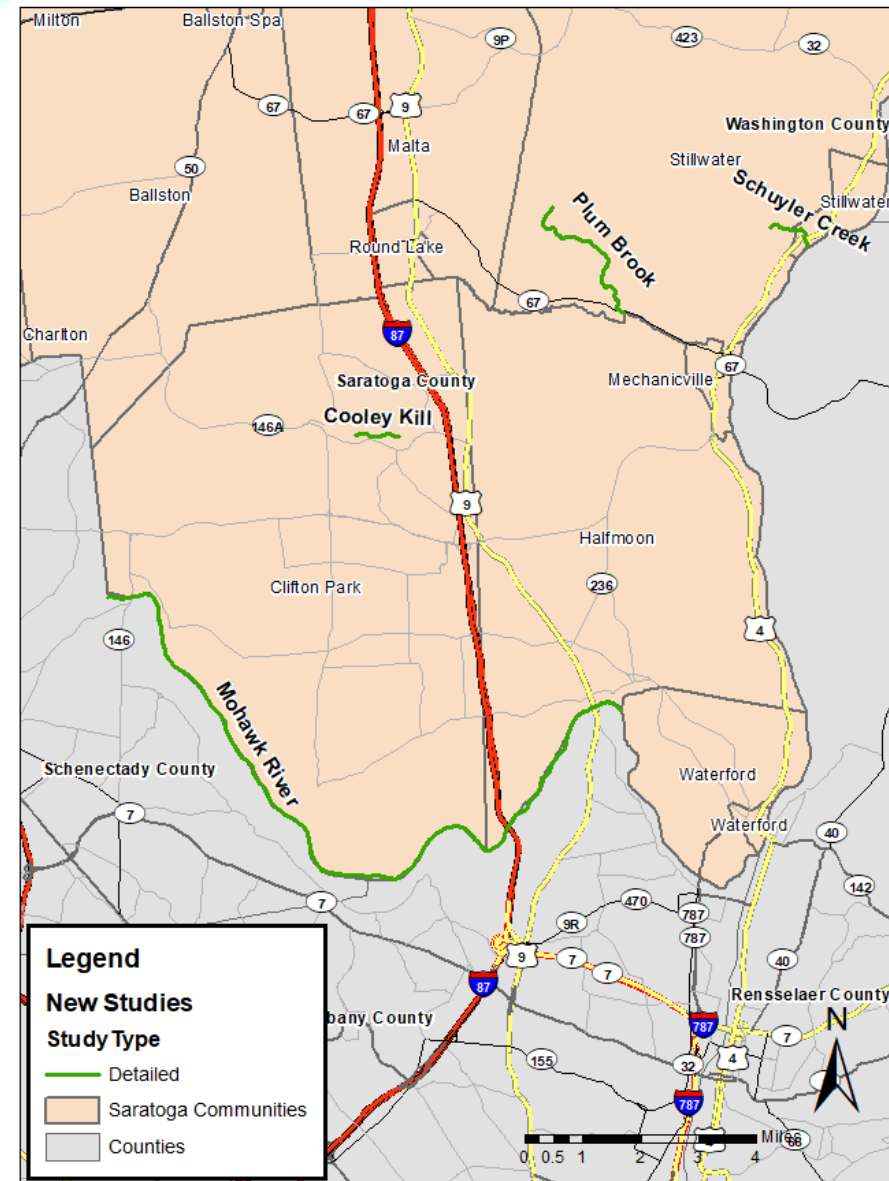 Milton
Ballston Spa
9P
423
32
67
67
9
Malta
Washington County
Stillwater
50
Ballston
Schuyler Creek
Stillwater
Plum Brook
Round Lake
67
87
Charlton
67
Saratoga County
Mechanicville
Cooley Kill
146A
9
Halfmoon
236
Clifton Park
4
146
Mohawk River
Schenectady County
Waterford
7
Waterford
40
142
7
470
9R
787
787
9
7
7
40
87
Rensselaer County
787
N
7
bany County
155
32
4
787
Miles
0 0.5 1 2 3 4
Legend
New Studies
Study Type
Detailed
Saratoga Communities
Counties